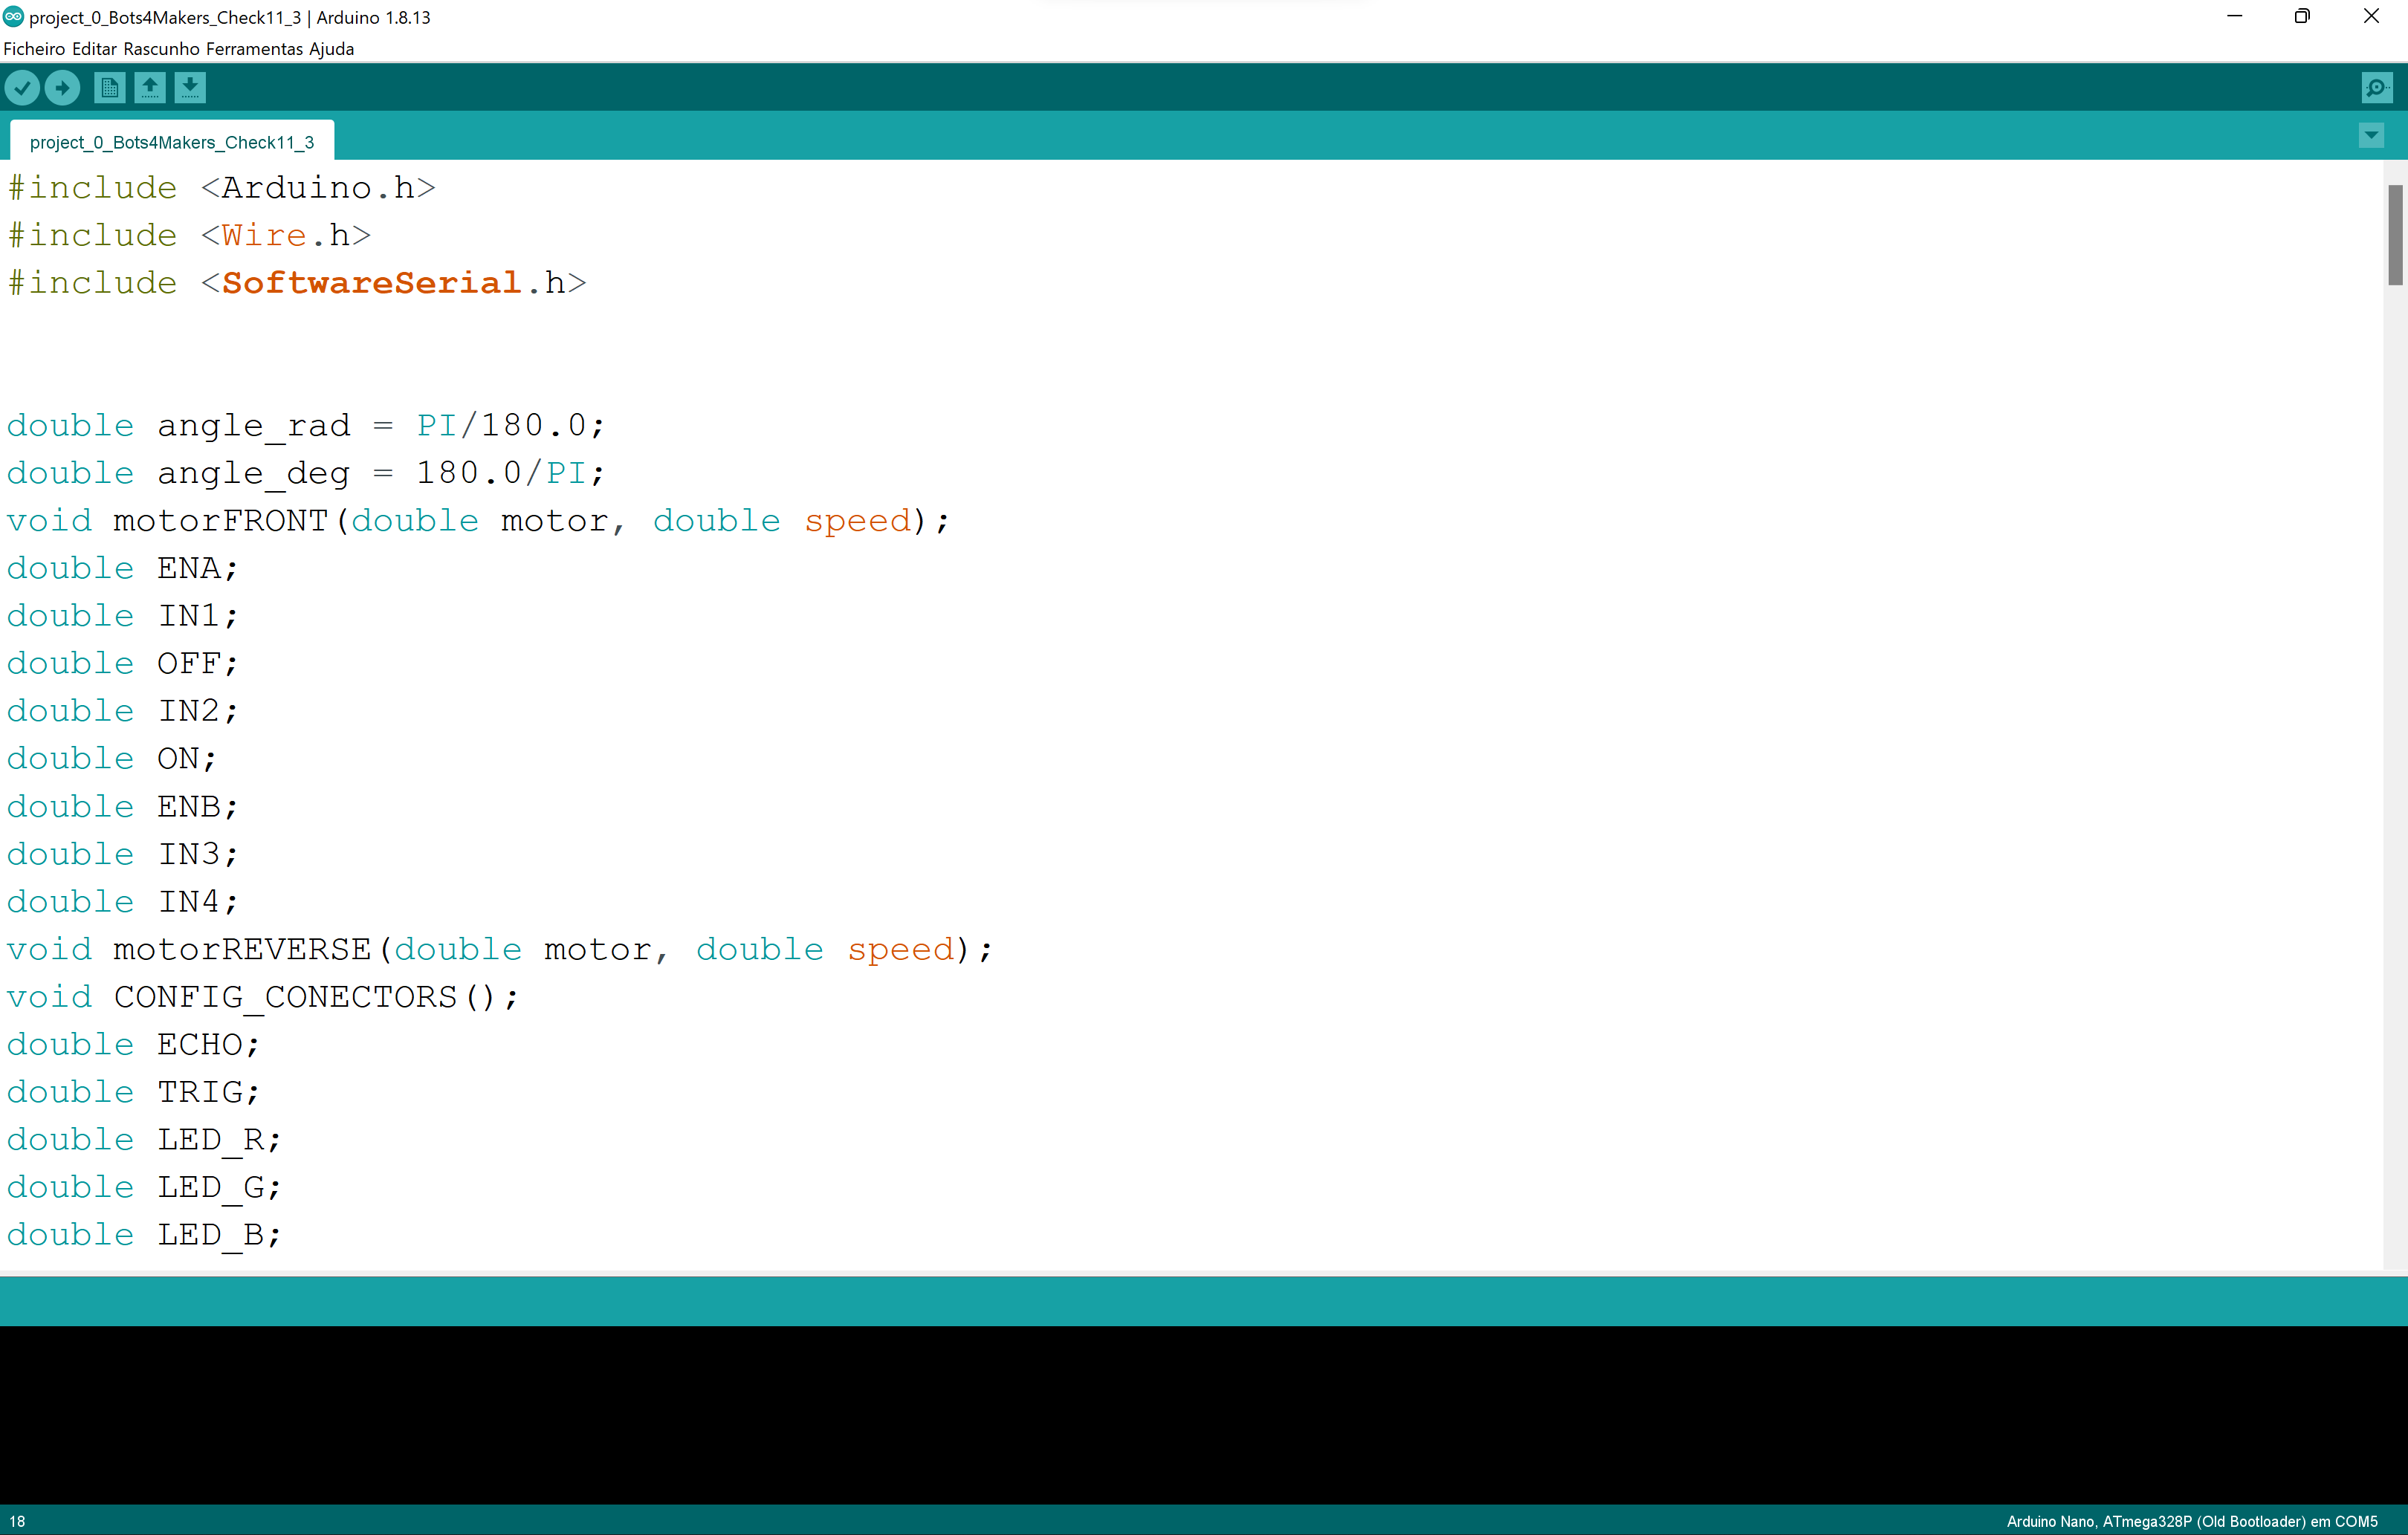 project_0_Bots4Makers_Check11_3 | Arduino 1.8.13
Ficheiro Editar Rascunho Ferramentas Ajuda
project_0_Bots4Makers_Check11_3
#include <Arduino.h>
#include <Wire.h>
#include <SoftwareSerial.h>
double angle_rad = PI/180.0;
double angle_deg = 180.0/PI;
void motorFRONT(double motor, double speed);
double ENA;
double IN1;
double OFF;
double IN2;
double ON;
double ENB;
double IN3;
double IN4;
void motorREVERSE(double motor, double speed);
void CONFIG_CONECTORS();
double ECHO;
double TRIG;
double LED_R;
double LED_G;
double LED_B;
18
Arduino Nano, ATmega328P (Old Bootloader) em COM5